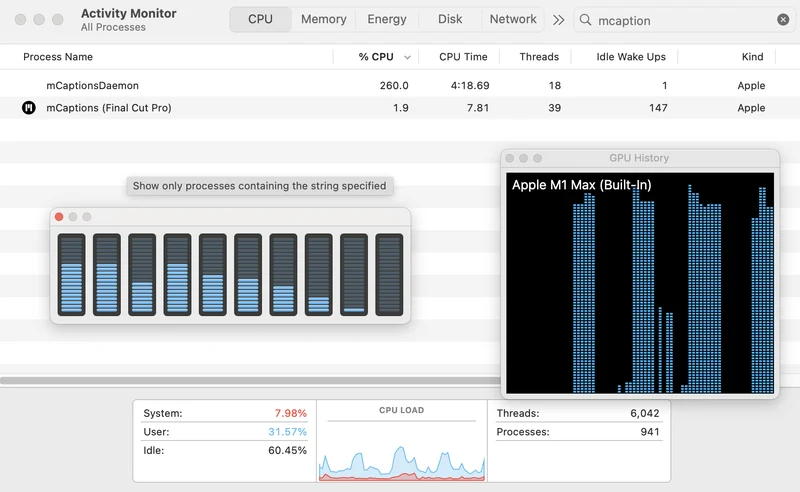 Activity Monitor
All Processes
CPU Memory Energy Disk Network mcaption
Process Name % CPU CPU Time Threads Idle Wake Ups Kind
mCaptionsDaemon 260.0 4:18.69 18 1 Apple
mCaptions (Final Cut Pro) 1.9 7.81 39 147 Apple
GPU History
Apple M1 Max (Built-In)
Show only processes containing the string specified
System: 7.98%
User: 31.57%
Idle: 60.45%
CPU LOAD
Threads: 6,042
Processes: 941